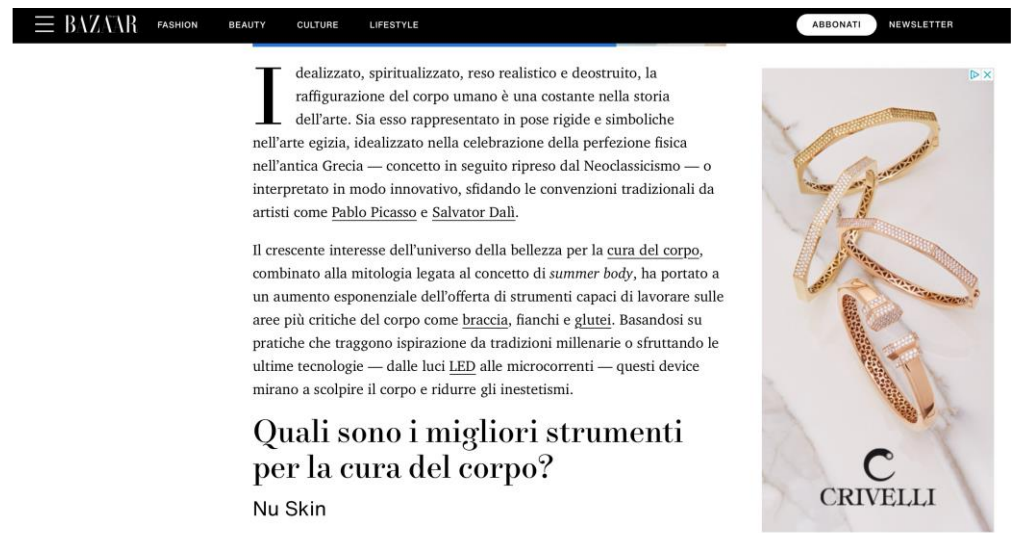 BAZAAR FASHION BEAUTY CULTURE LIFESTYLE ABBONATI NEWSLETTER
Idealizzato, spiritualizzato, reso realistico e deostruito, la
raffigurazione del corpo umano è una costante nella storia
dell'arte. Sia esso rappresentato in pose rigide e simboliche
nell'arte egizia, idealizzato nella celebrazione della perfezione fisica
nell'antica Grecia — concetto in seguito ripreso dal Neoclassicismo — o
interpretato in modo innovativo, sfidando le convenzioni tradizionali da
artisti come Pablo Picasso e Salvator Dalì.
Il crescente interesse dell'universo della bellezza per la cura del corpo,
combinato alla mitologia legata al concetto di summer body, ha portato a
un aumento esponenziale dell'offerta di strumenti capaci di lavorare sulle
aree più critiche del corpo come braccia, fianchi e glutei. Basandosi su
pratiche che traggono ispirazione da tradizioni millenarie o sfruttando le
ultime tecnologie — dalle luci LED alle microcorrenti — questi device
mirano a scolpire il corpo e ridurre gli inestetismi.
Quali sono i migliori strumenti
per la cura del corpo?
Nu Skin
CRIVELLI